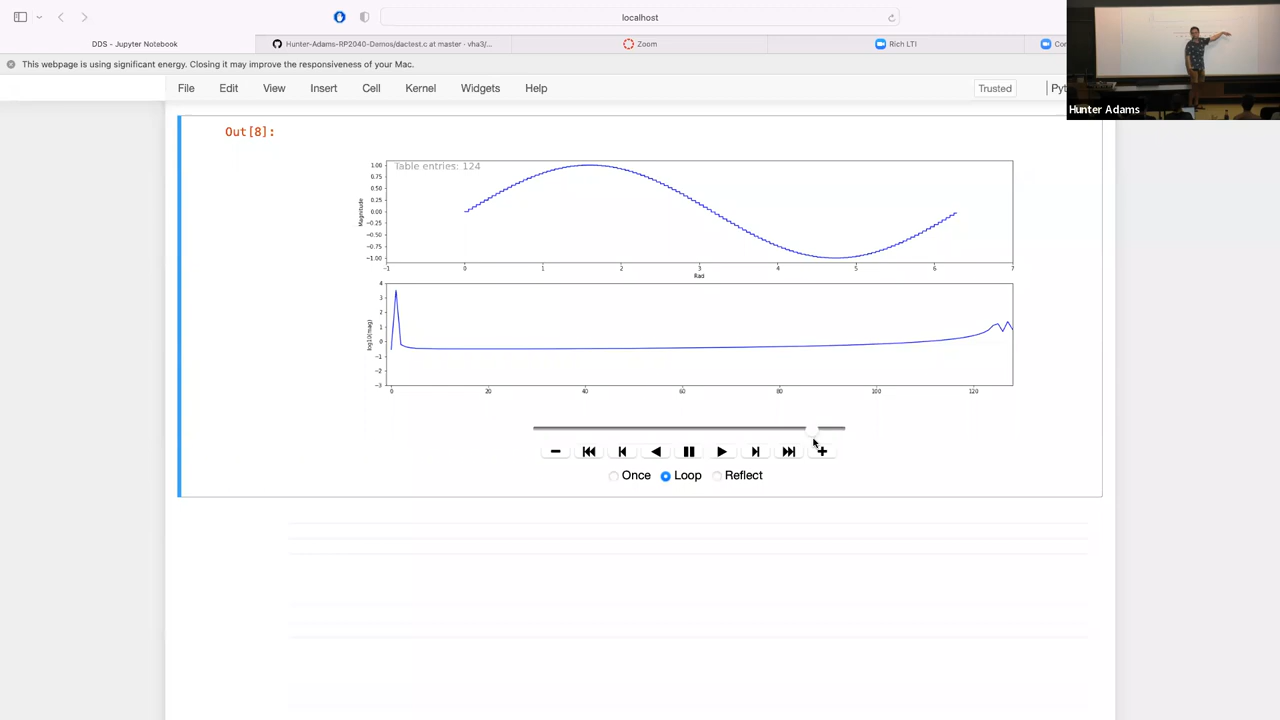 localhost
DDS - Jupyter Notebook
Hunter-Adams-RP2040-Demos/dactest.c at master · vha3/...
Zoom
Rich LTI
Con
This webpage is using significant energy. Closing it may improve the responsiveness of your Mac.
File Edit View Insert Cell Kernel Widgets Help
Trusted
Pyt
Hunter Adams
Out[8]:
Table entries: 124
1.00
0.75
0.50
0.25
0.00
−0.25
−0.50
−0.75
−1.00
Magnitude
−1 0 1 2 3 4 5 6 7
Rad
4
3
2
1
0
−1
−2
−3
log10(mag)
0 20 40 60 80 100 120
Once Loop Reflect